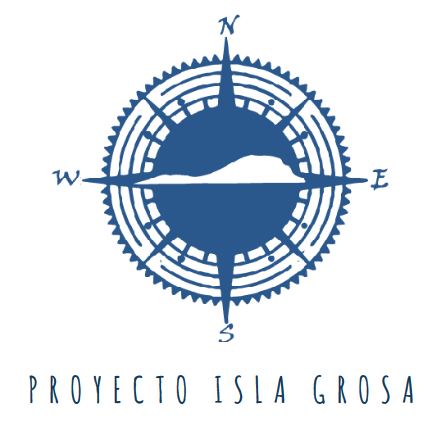 N
W E
S
PROYECTO ISLA GROSA